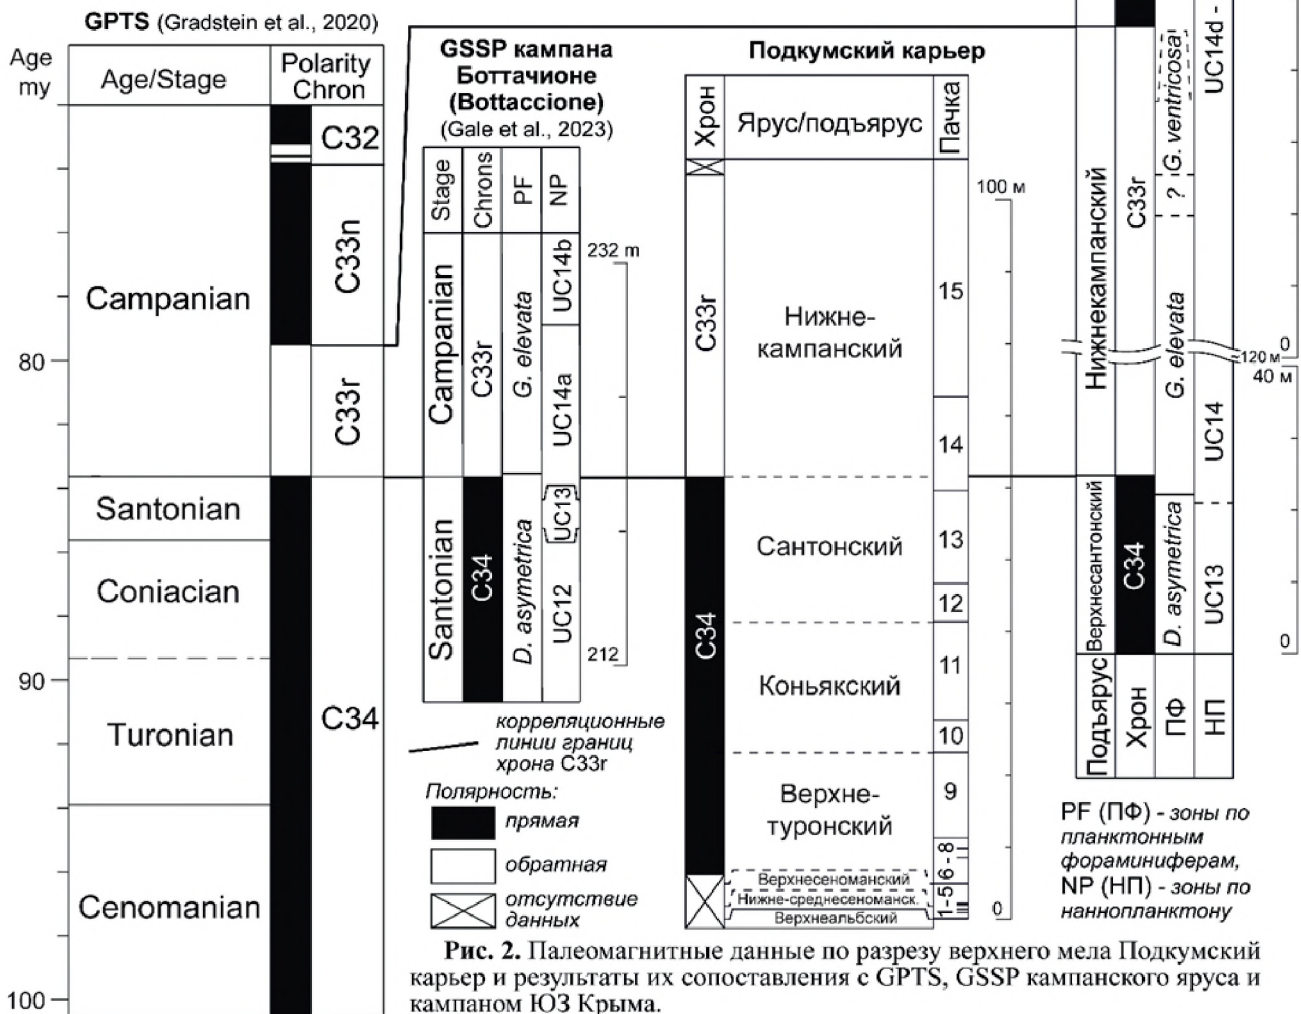 GPTS (Gradstein et al., 2020)
Age
my
Age/Stage
Polarity
Chron
C32
C33n
Campanian
80
C33r
Santonian
Coniacian
90
Turonian
C34
Cenomanian
100
GSSP кампана
Боттачионе
(Bottaccione)
(Gale et al., 2023)
Stage
Chrons
PF
NP
Campanian
C33r
G. elevata
UC14b
UC14a
232 m
Santonian
C34
D. asymetrica
UC13
UC12
212
корреляционные
линии границ
хрона C33r
Полярность:
прямая
обратная
отсутствие
данных
Подкумский карьер
Хрон
Ярус/подъярус
Пачка
100 м
C33r
Нижне-
кампанский
15
14
C34
Сантонский
13
12
Коньякский
11
10
Верхне-
туронский
9
6-8
Верхнесеноманский
Нижне-среднесеноманск.
Верхнеальбский
1-5
0
Нижнекампанский
C33r
G. ventricosa
?
G. elevata
UC14d -
UC14
0
120 м
40 м
Верхнесантонский
C34
D. asymetrica
UC13
0
Подъярус
Хрон
ПФ
НП
PF (ПФ) - зоны по
планктонным
фораминиферам,
NP (НП) - зоны по
наннопланктону
Рис. 2. Палеомагнитные данные по разрезу верхнего мела Подкумский
карьер и результаты их сопоставления с GPTS, GSSP кампанского яруса и
кампаном ЮЗ Крыма.